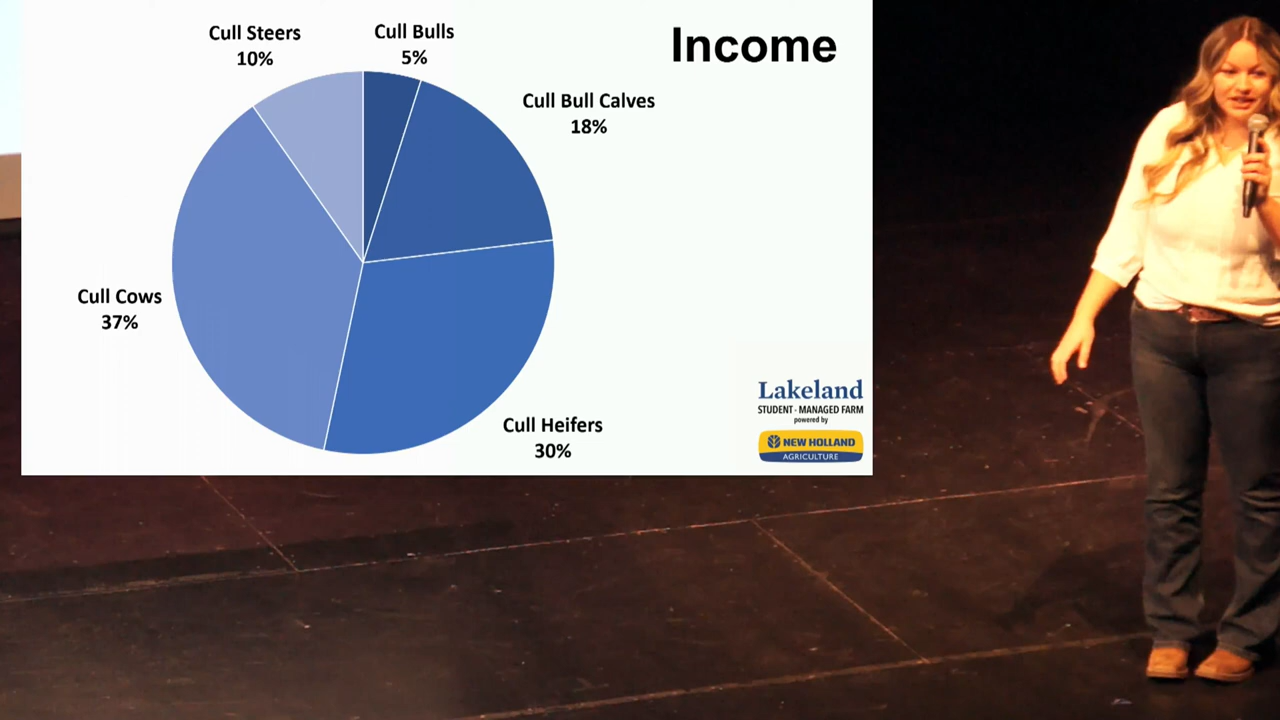 Income
Cull Steers
10%
Cull Bulls
5%
Cull Bull Calves
18%
Cull Cows
37%
Cull Heifers
30%
Lakeland
STUDENT - MANAGED FARM
powered by
NEW HOLLAND
AGRICULTURE